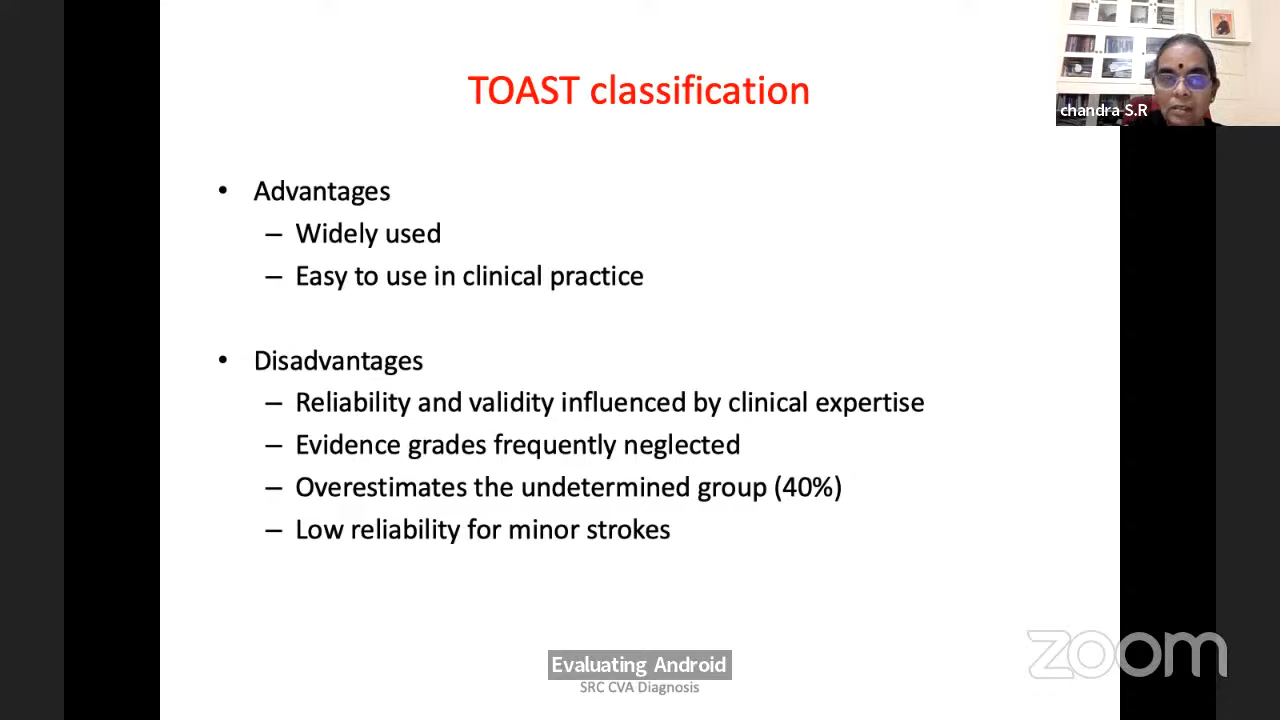 TOAST classification
chandra S.R
• Advantages
– Widely used
– Easy to use in clinical practice
• Disadvantages
– Reliability and validity influenced by clinical expertise
– Evidence grades frequently neglected
– Overestimates the undetermined group (40%)
– Low reliability for minor strokes
zoom
Evaluating Android
SRC CVA Diagnosis